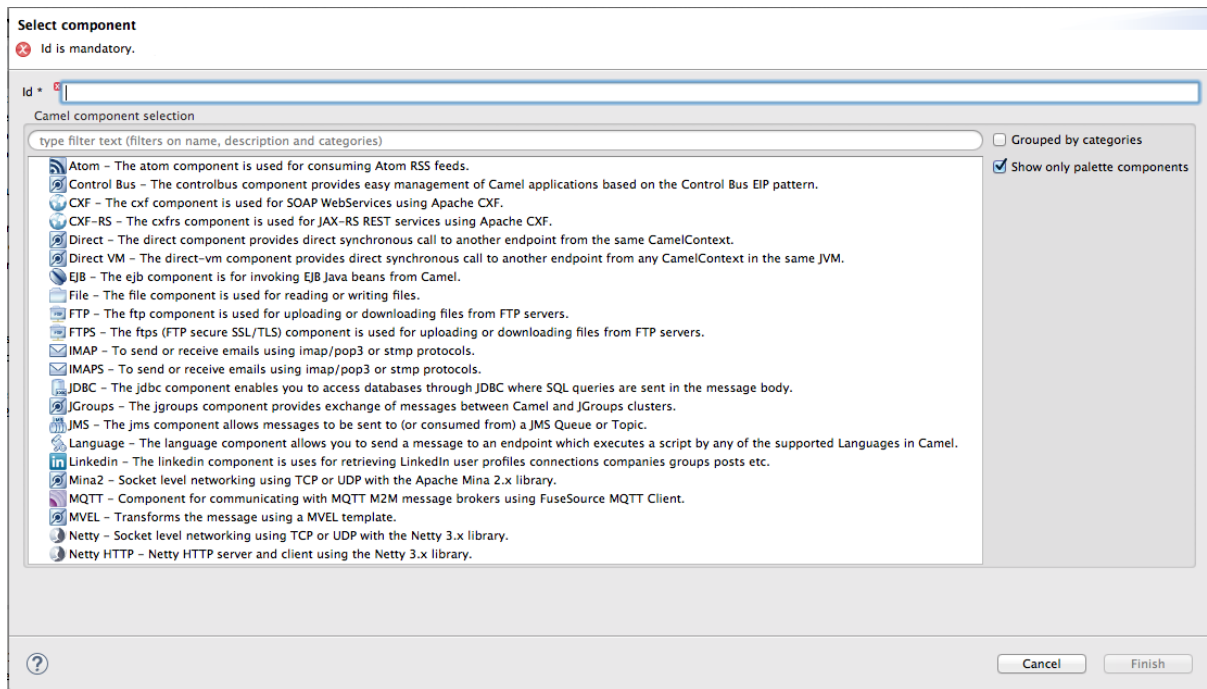 Select component
Id is mandatory.
Id *
Camel component selection
type filter text (filters on name, description and categories)
Grouped by categories
Show only palette components
Atom – The atom component is used for consuming Atom RSS feeds.
Control Bus – The controlbus component provides easy management of Camel applications based on the Control Bus EIP pattern.
CXF – The cxf component is used for SOAP WebServices using Apache CXF.
CXF-RS – The cxfrs component is used for JAX-RS REST services using Apache CXF.
Direct – The direct component provides direct synchronous call to another endpoint from the same CamelContext.
Direct VM – The direct-vm component provides direct synchronous call to another endpoint from any CamelContext in the same JVM.
EJB – The ejb component is for invoking EJB Java beans from Camel.
File – The file component is used for reading or writing files.
FTP – The ftp component is used for uploading or downloading files from FTP servers.
FTPS – The ftps (FTP secure SSL/TLS) component is used for uploading or downloading files from FTP servers.
IMAP – To send or receive emails using imap/pop3 or stmp protocols.
IMAPS – To send or receive emails using imap/pop3 or stmp protocols.
JDBC – The jdbc component enables you to access databases through JDBC where SQL queries are sent in the message body.
JGroups – The jgroups component provides exchange of messages between Camel and JGroups clusters.
JMS – The jms component allows messages to be sent to (or consumed from) a JMS Queue or Topic.
Language – The language component allows you to send a message to an endpoint which executes a script by any of the supported Languages in Camel.
Linkedin – The linkedin component is uses for retrieving LinkedIn user profiles connections companies groups posts etc.
Mina2 – Socket level networking using TCP or UDP with the Apache Mina 2.x library.
MQTT – Component for communicating with MQTT M2M message brokers using FuseSource MQTT Client.
MVEL – Transforms the message using a MVEL template.
Netty – Socket level networking using TCP or UDP with the Netty 3.x library.
Netty HTTP – Netty HTTP server and client using the Netty 3.x library.
Cancel
Finish